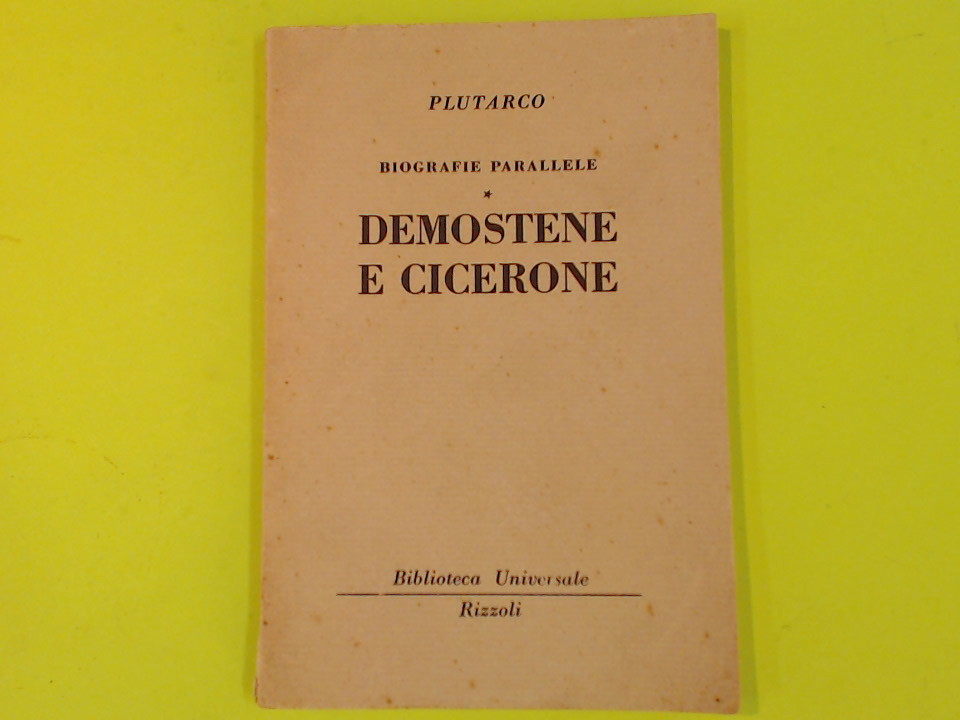 PLUTARCO
BIOGRAFIE PARALLELE
DEMOSTENE
E CICERONE
Biblioteca Universale
Rizzoli